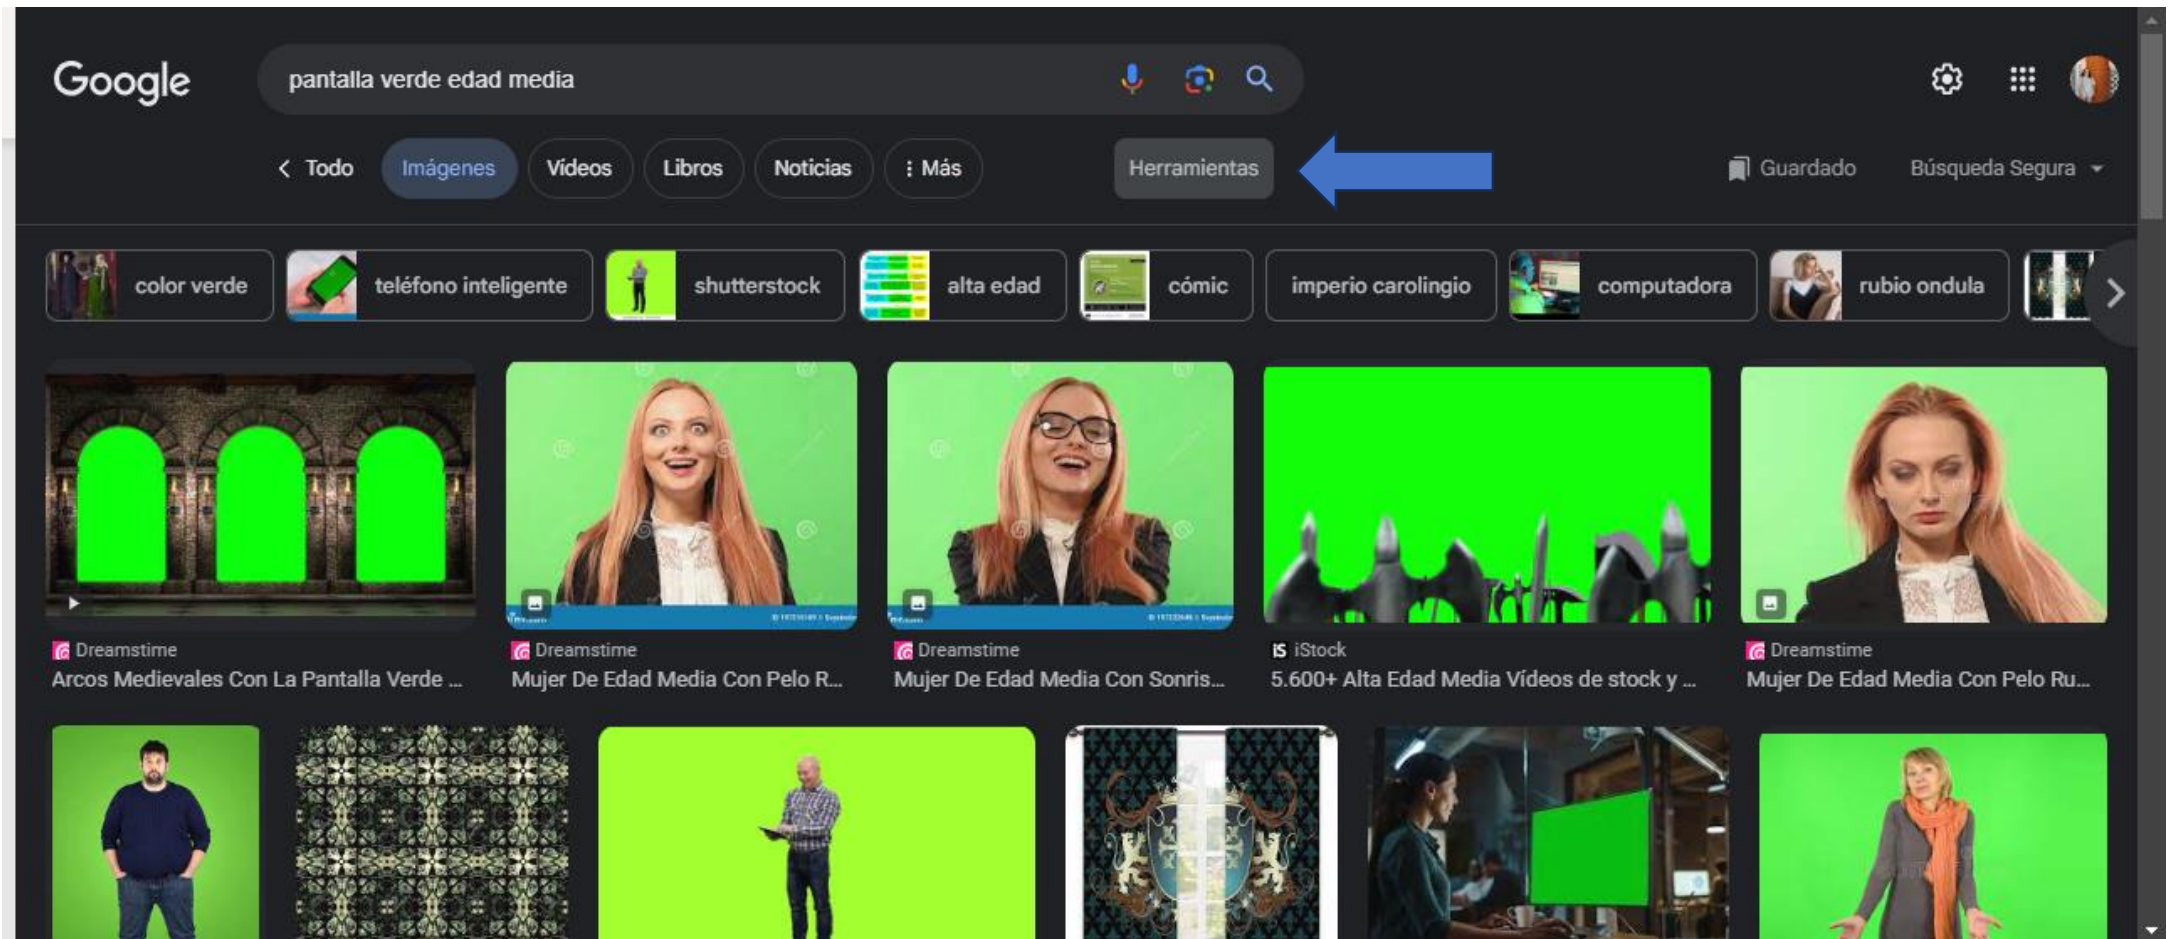 Google
pantalla verde edad media
Todo
Imágenes
Vídeos
Libros
Noticias
Más
Herramientas
Guardado
Búsqueda Segura
color verde
teléfono inteligente
shutterstock
alta edad
cómic
imperio carolingio
computadora
rubio ondula
Dreamstime
Arcos Medievales Con La Pantalla Verde ...
Dreamstime
Mujer De Edad Media Con Pelo R...
Dreamstime
Mujer De Edad Media Con Sonris...
iS iStock
5.600+ Alta Edad Media Vídeos de stock y ...
Dreamstime
Mujer De Edad Media Con Pelo Ru...